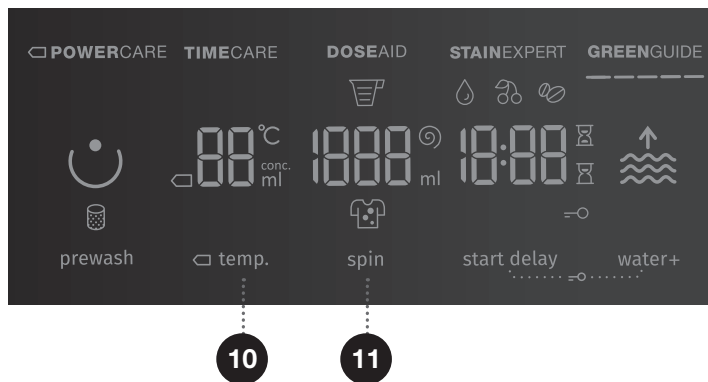 POWERCARE TIMECARE DOSEAID STAINEXPERT GREENGUIDE
88 °C 1888 18:88
conc.
ml ml
prewash temp. spin start delay water+
10 11